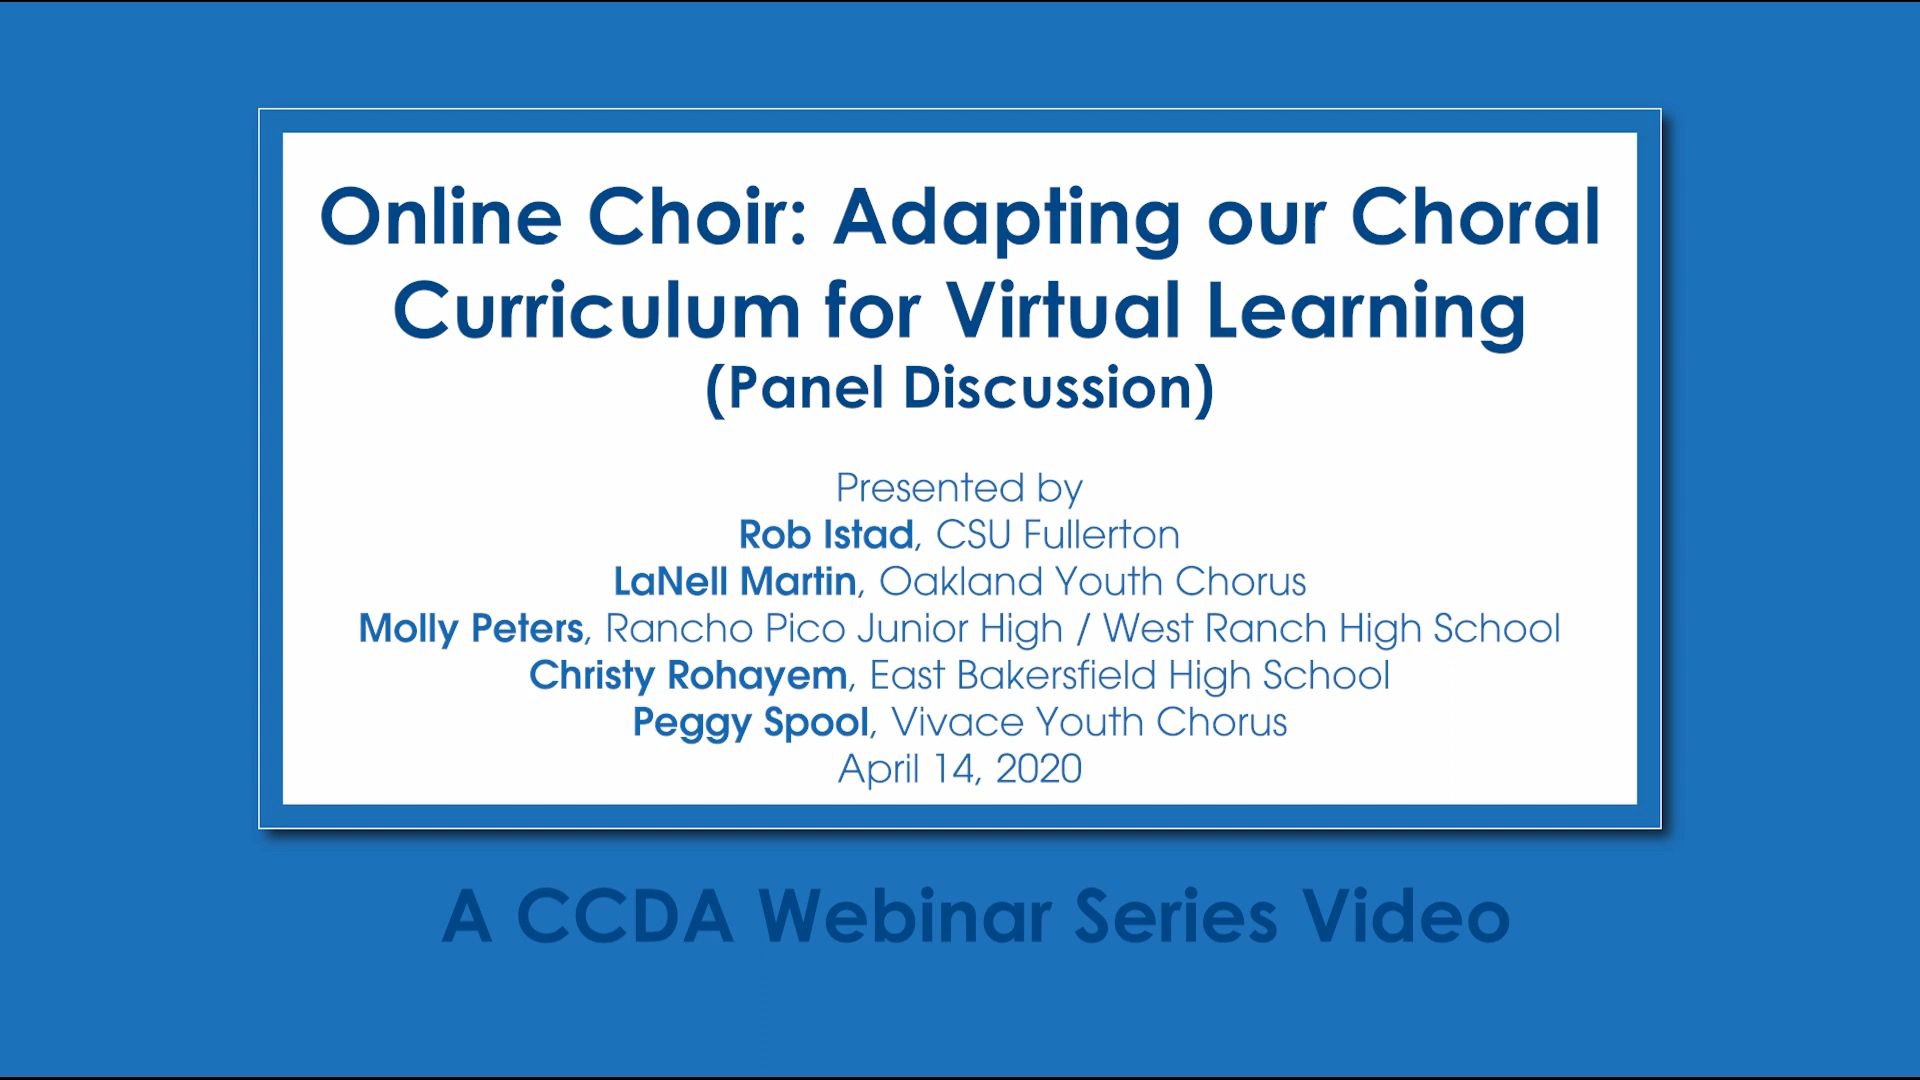 Online Choir: Adapting our Choral
Curriculum for Virtual Learning
(Panel Discussion)
Presented by
Rob Istad, CSU Fullerton
LaNell Martin, Oakland Youth Chorus
Molly Peters, Rancho Pico Junior High / West Ranch High School
Christy Rohayem, East Bakersfield High School
Peggy Spool, Vivace Youth Chorus
April 14, 2020
A CCDA Webinar Series Video